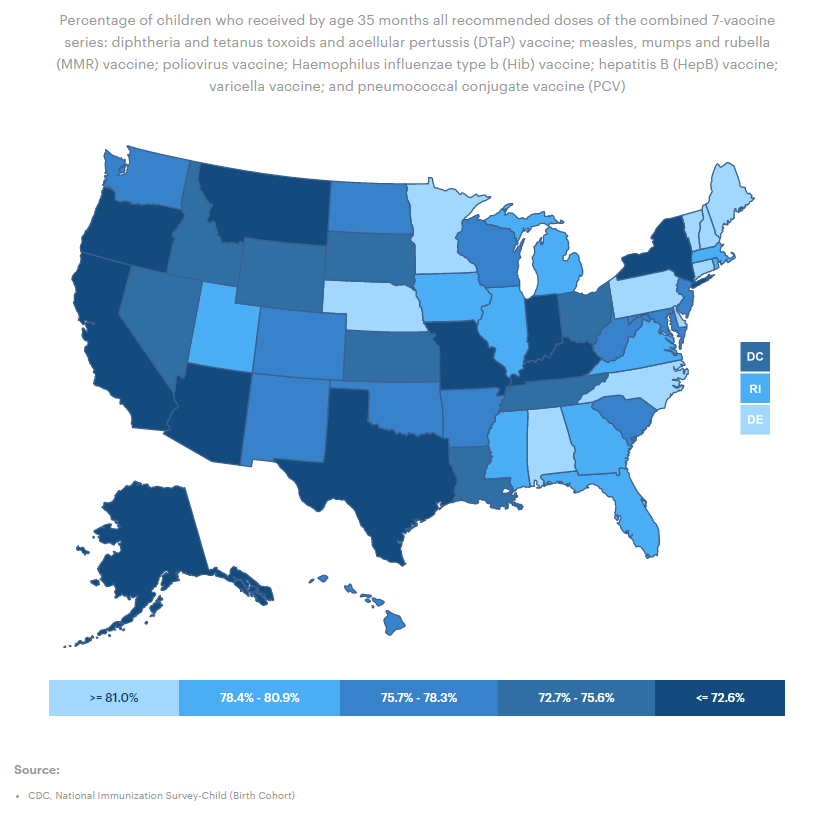 Percentage of children who received by age 35 months all recommended doses of the combined 7-vaccine
series: diphtheria and tetanus toxoids and acellular pertussis (DTaP) vaccine; measles, mumps and rubella
(MMR) vaccine; poliovirus vaccine; Haemophilus influenzae type b (Hib) vaccine; hepatitis B (HepB) vaccine;
varicella vaccine; and pneumococcal conjugate vaccine (PCV)
DC
RI
DE
>= 81.0%
78.4% - 80.9%
75.7% - 78.3%
72.7% - 75.6%
<= 72.6%
Source:
• CDC, National Immunization Survey-Child (Birth Cohort)